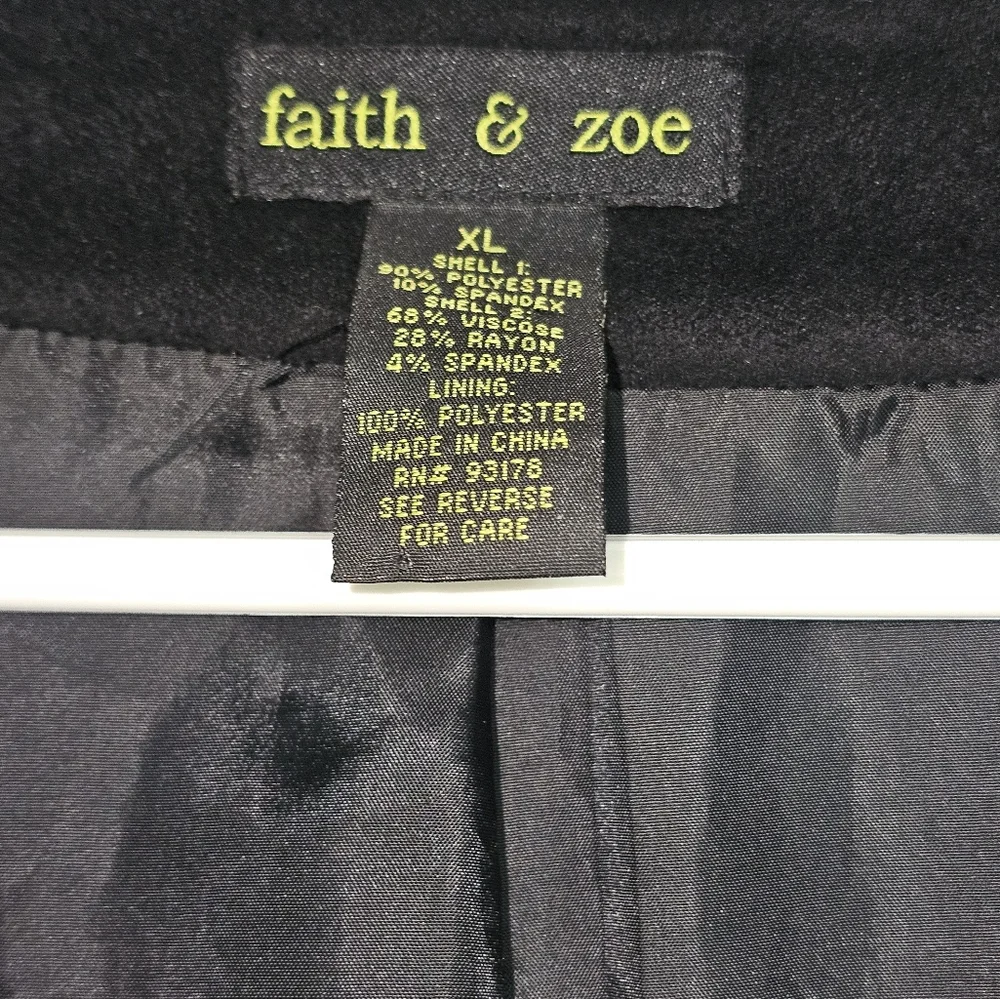 faith & zoe
XL
SHELL 1:
90% POLYESTER
10% SPANDEX
SHELL 2:
68% VISCOSE
28% RAYON
4% SPANDEX
LINING:
100% POLYESTER
MADE IN CHINA
RN# 93178
SEE REVERSE
FOR CARE